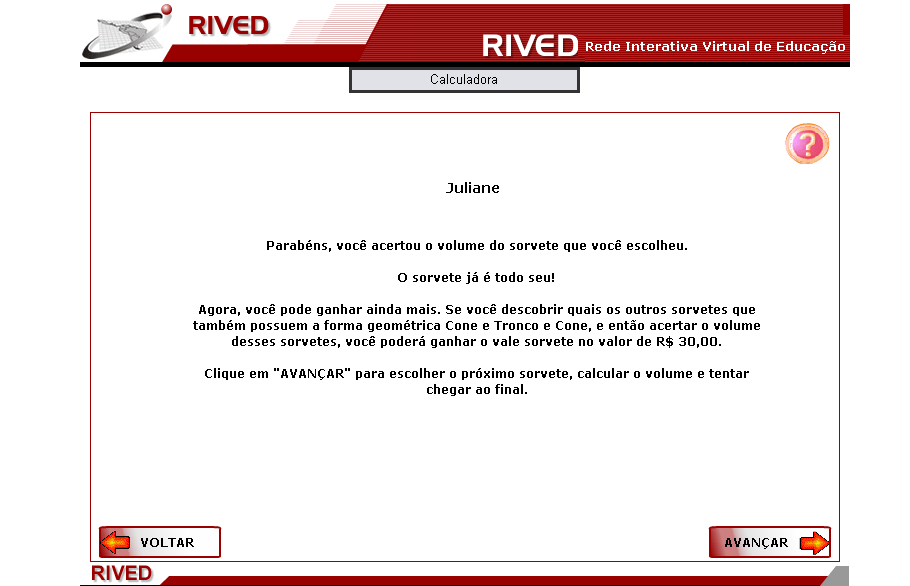 RIVED
RIVED Rede Interativa Virtual de Educação
Calculadora
?
Juliane
Parabéns, você acertou o volume do sorvete que você escolheu.
O sorvete já é todo seu!
Agora, você pode ganhar ainda mais. Se você descobrir quais os outros sorvetes que
também possuem a forma geométrica Cone e Tronco e Cone, e então acertar o volume
desses sorvetes, você poderá ganhar o vale sorvete no valor de R$ 30,00.
Clique em "AVANÇAR" para escolher o próximo sorvete, calcular o volume e tentar
chegar ao final.
VOLTAR
AVANÇAR
RIVED